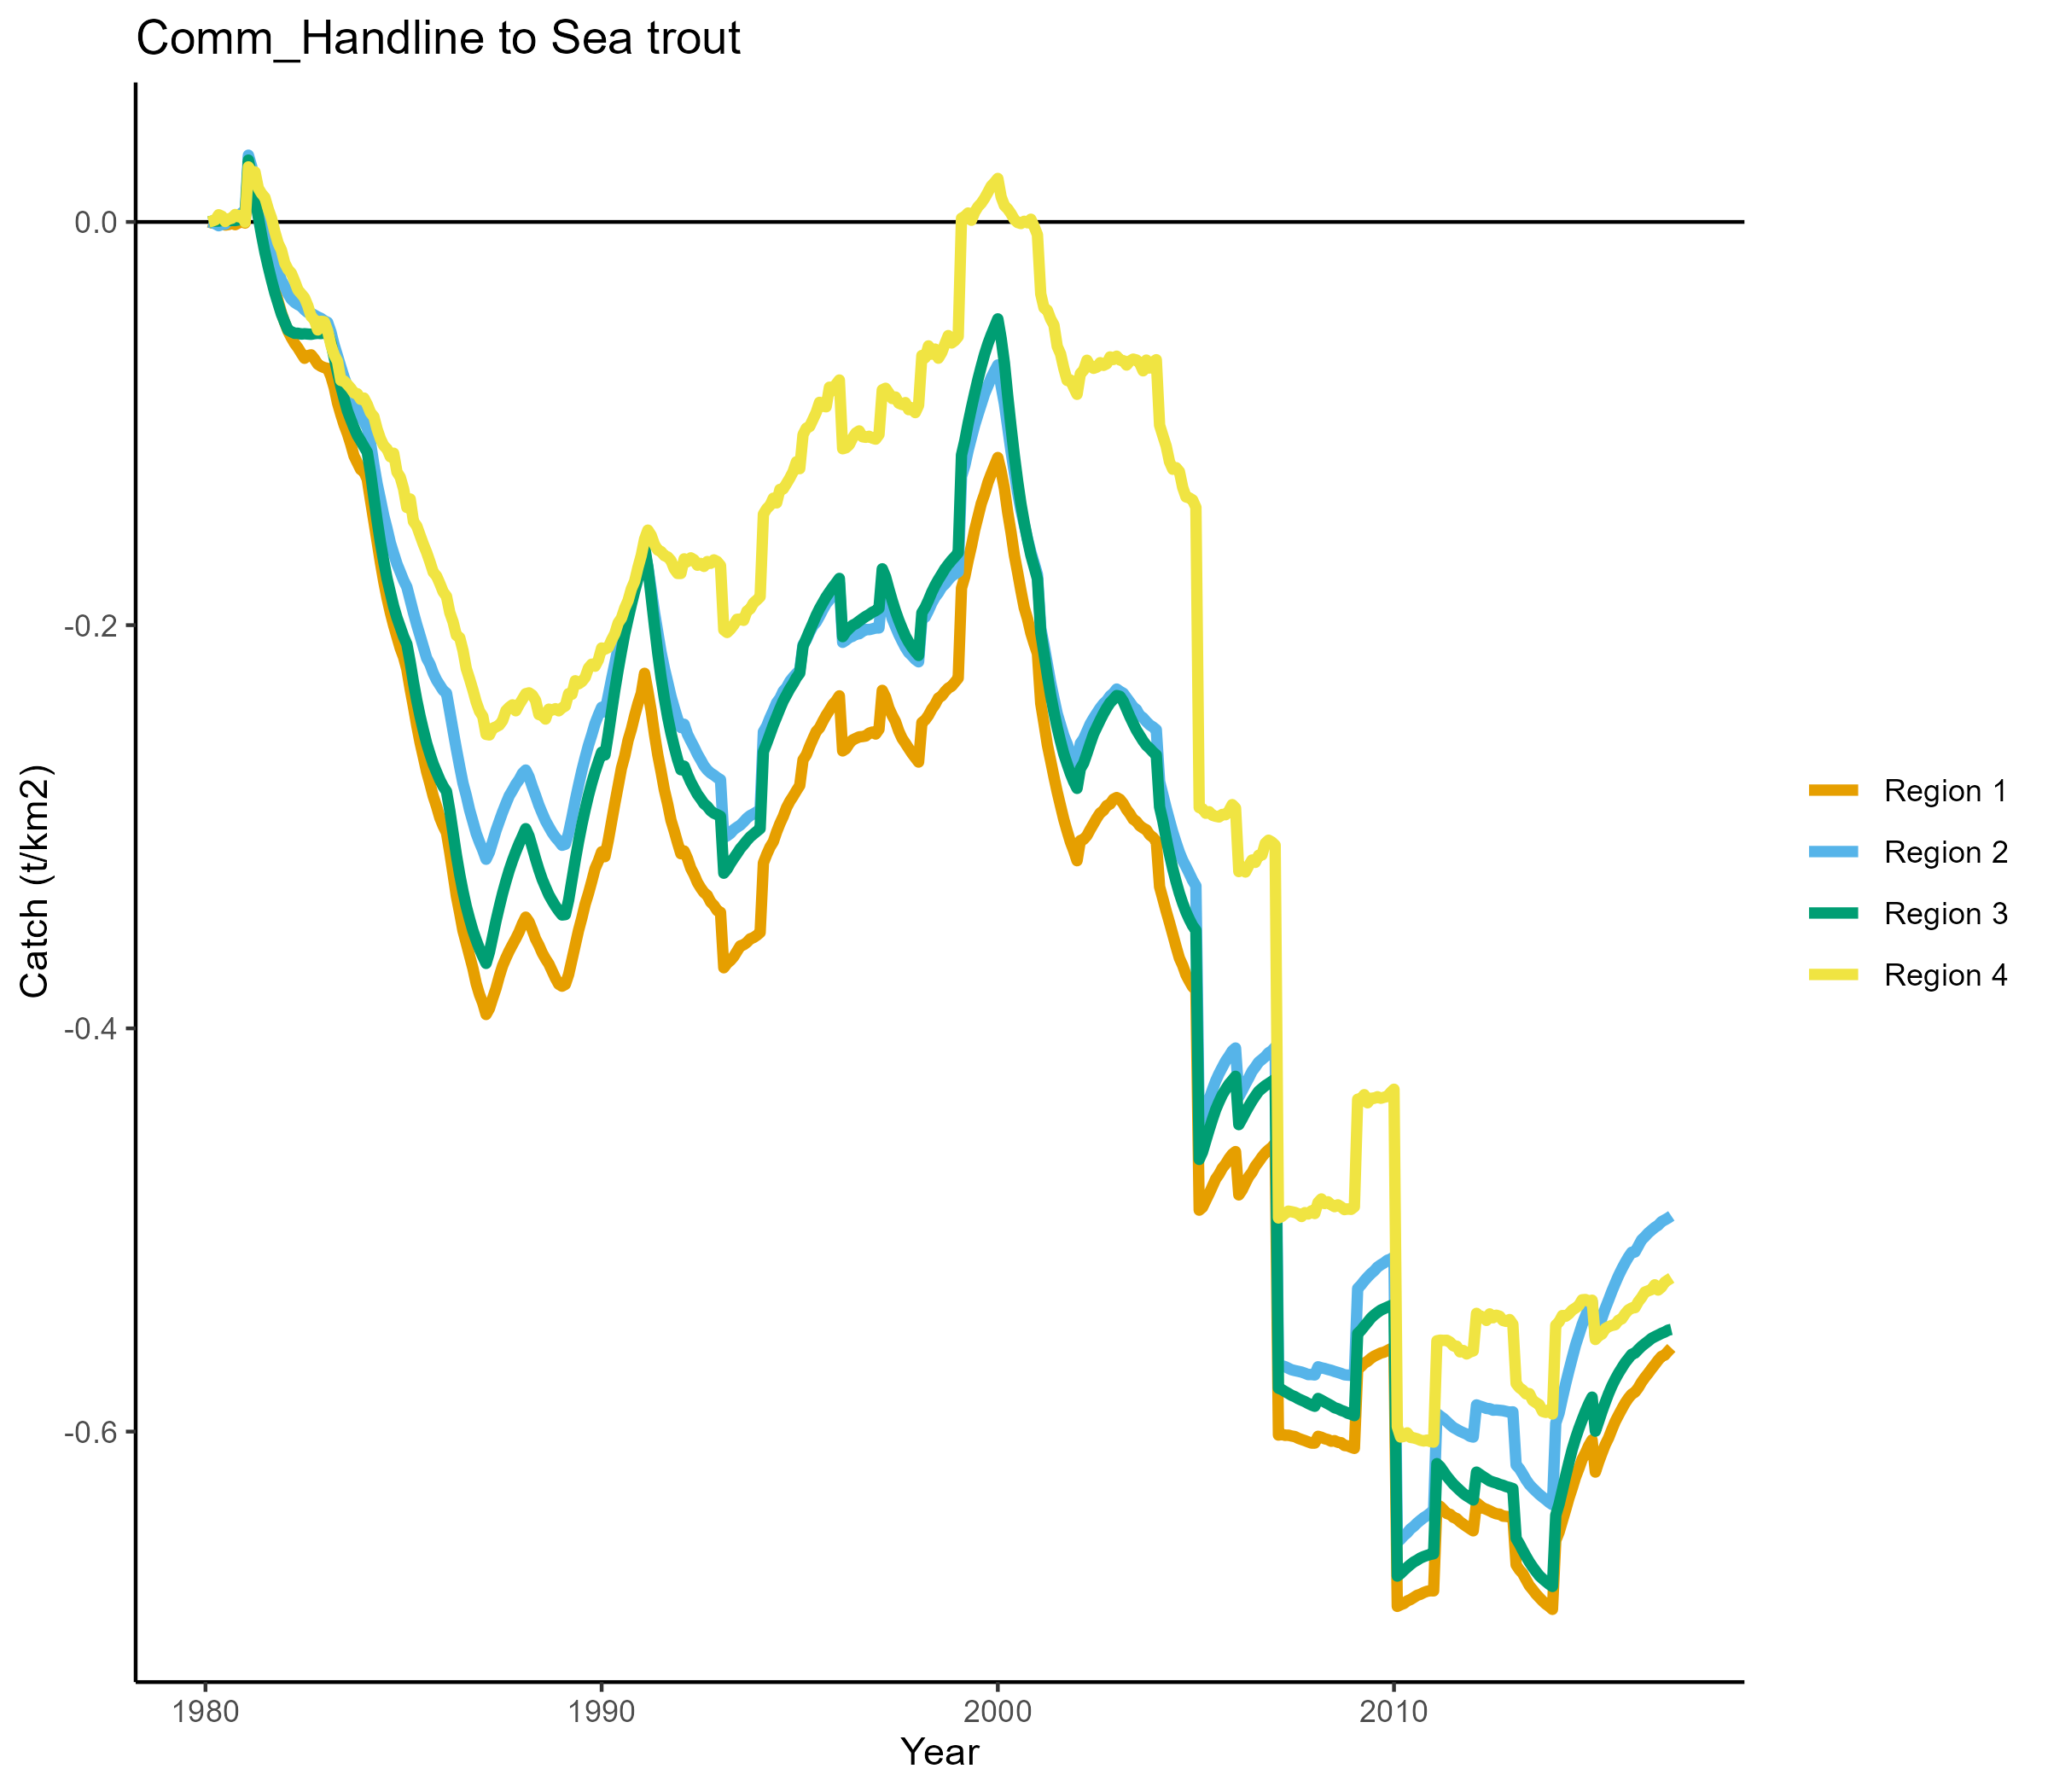 Comm_Handline to Sea trout
Catch (t/km2)
0.0
-0.2
-0.4
-0.6
1980
1990
2000
2010
Year
Region 1
Region 2
Region 3
Region 4